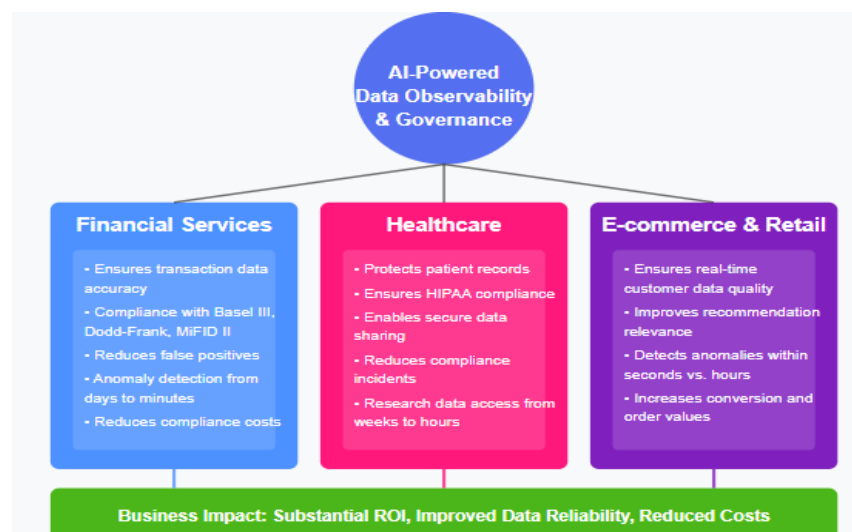 AI-Powered
Data Observability
& Governance
Financial Services
- Ensures transaction data
accuracy
- Compliance with Basel III,
Dodd-Frank, MiFID II
- Reduces false positives
- Anomaly detection from
days to minutes
- Reduces compliance costs
Healthcare
- Protects patient records
- Ensures HIPAA compliance
- Enables secure data
sharing
- Reduces compliance
incidents
- Research data access from
weeks to hours
E-commerce & Retail
- Ensures real-time
customer data quality
- Improves recommendation
relevance
- Detects anomalies within
seconds vs. hours
- Increases conversion and
order values
Business Impact: Substantial ROI, Improved Data Reliability, Reduced Costs